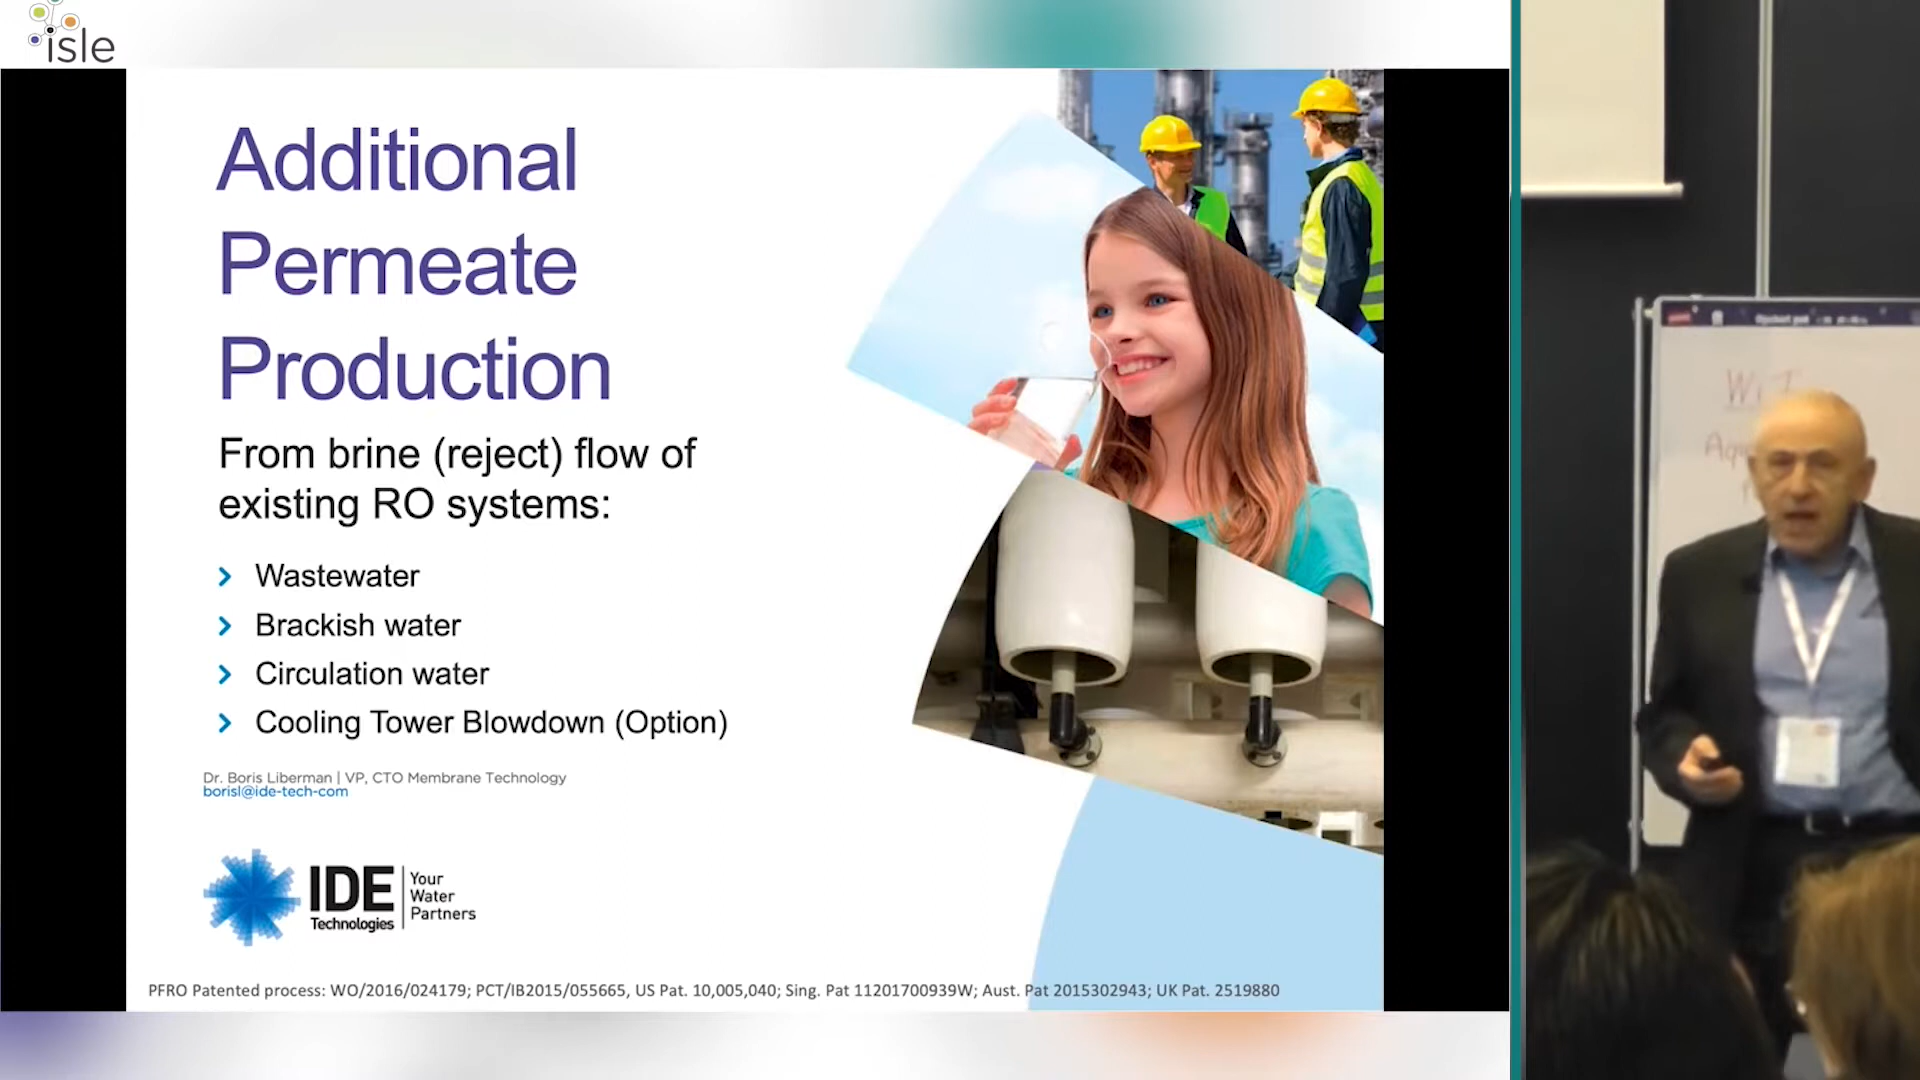 isle
Additional
Permeate
Production
From brine (reject) flow of
existing RO systems:
Wastewater
Brackish water
Circulation water
Cooling Tower Blowdown (Option)
Dr. Boris Liberman | VP, CTO Membrane Technology
borisl@ide-tech-com
IDE
Technologies
Your
Water
Partners
PFRO Patented process: WO/2016/024179; PCT/IB2015/055665, US Pat. 10,005,040; Sing. Pat 11201700939W; Aust. Pat 2015302943; UK Pat. 2519880